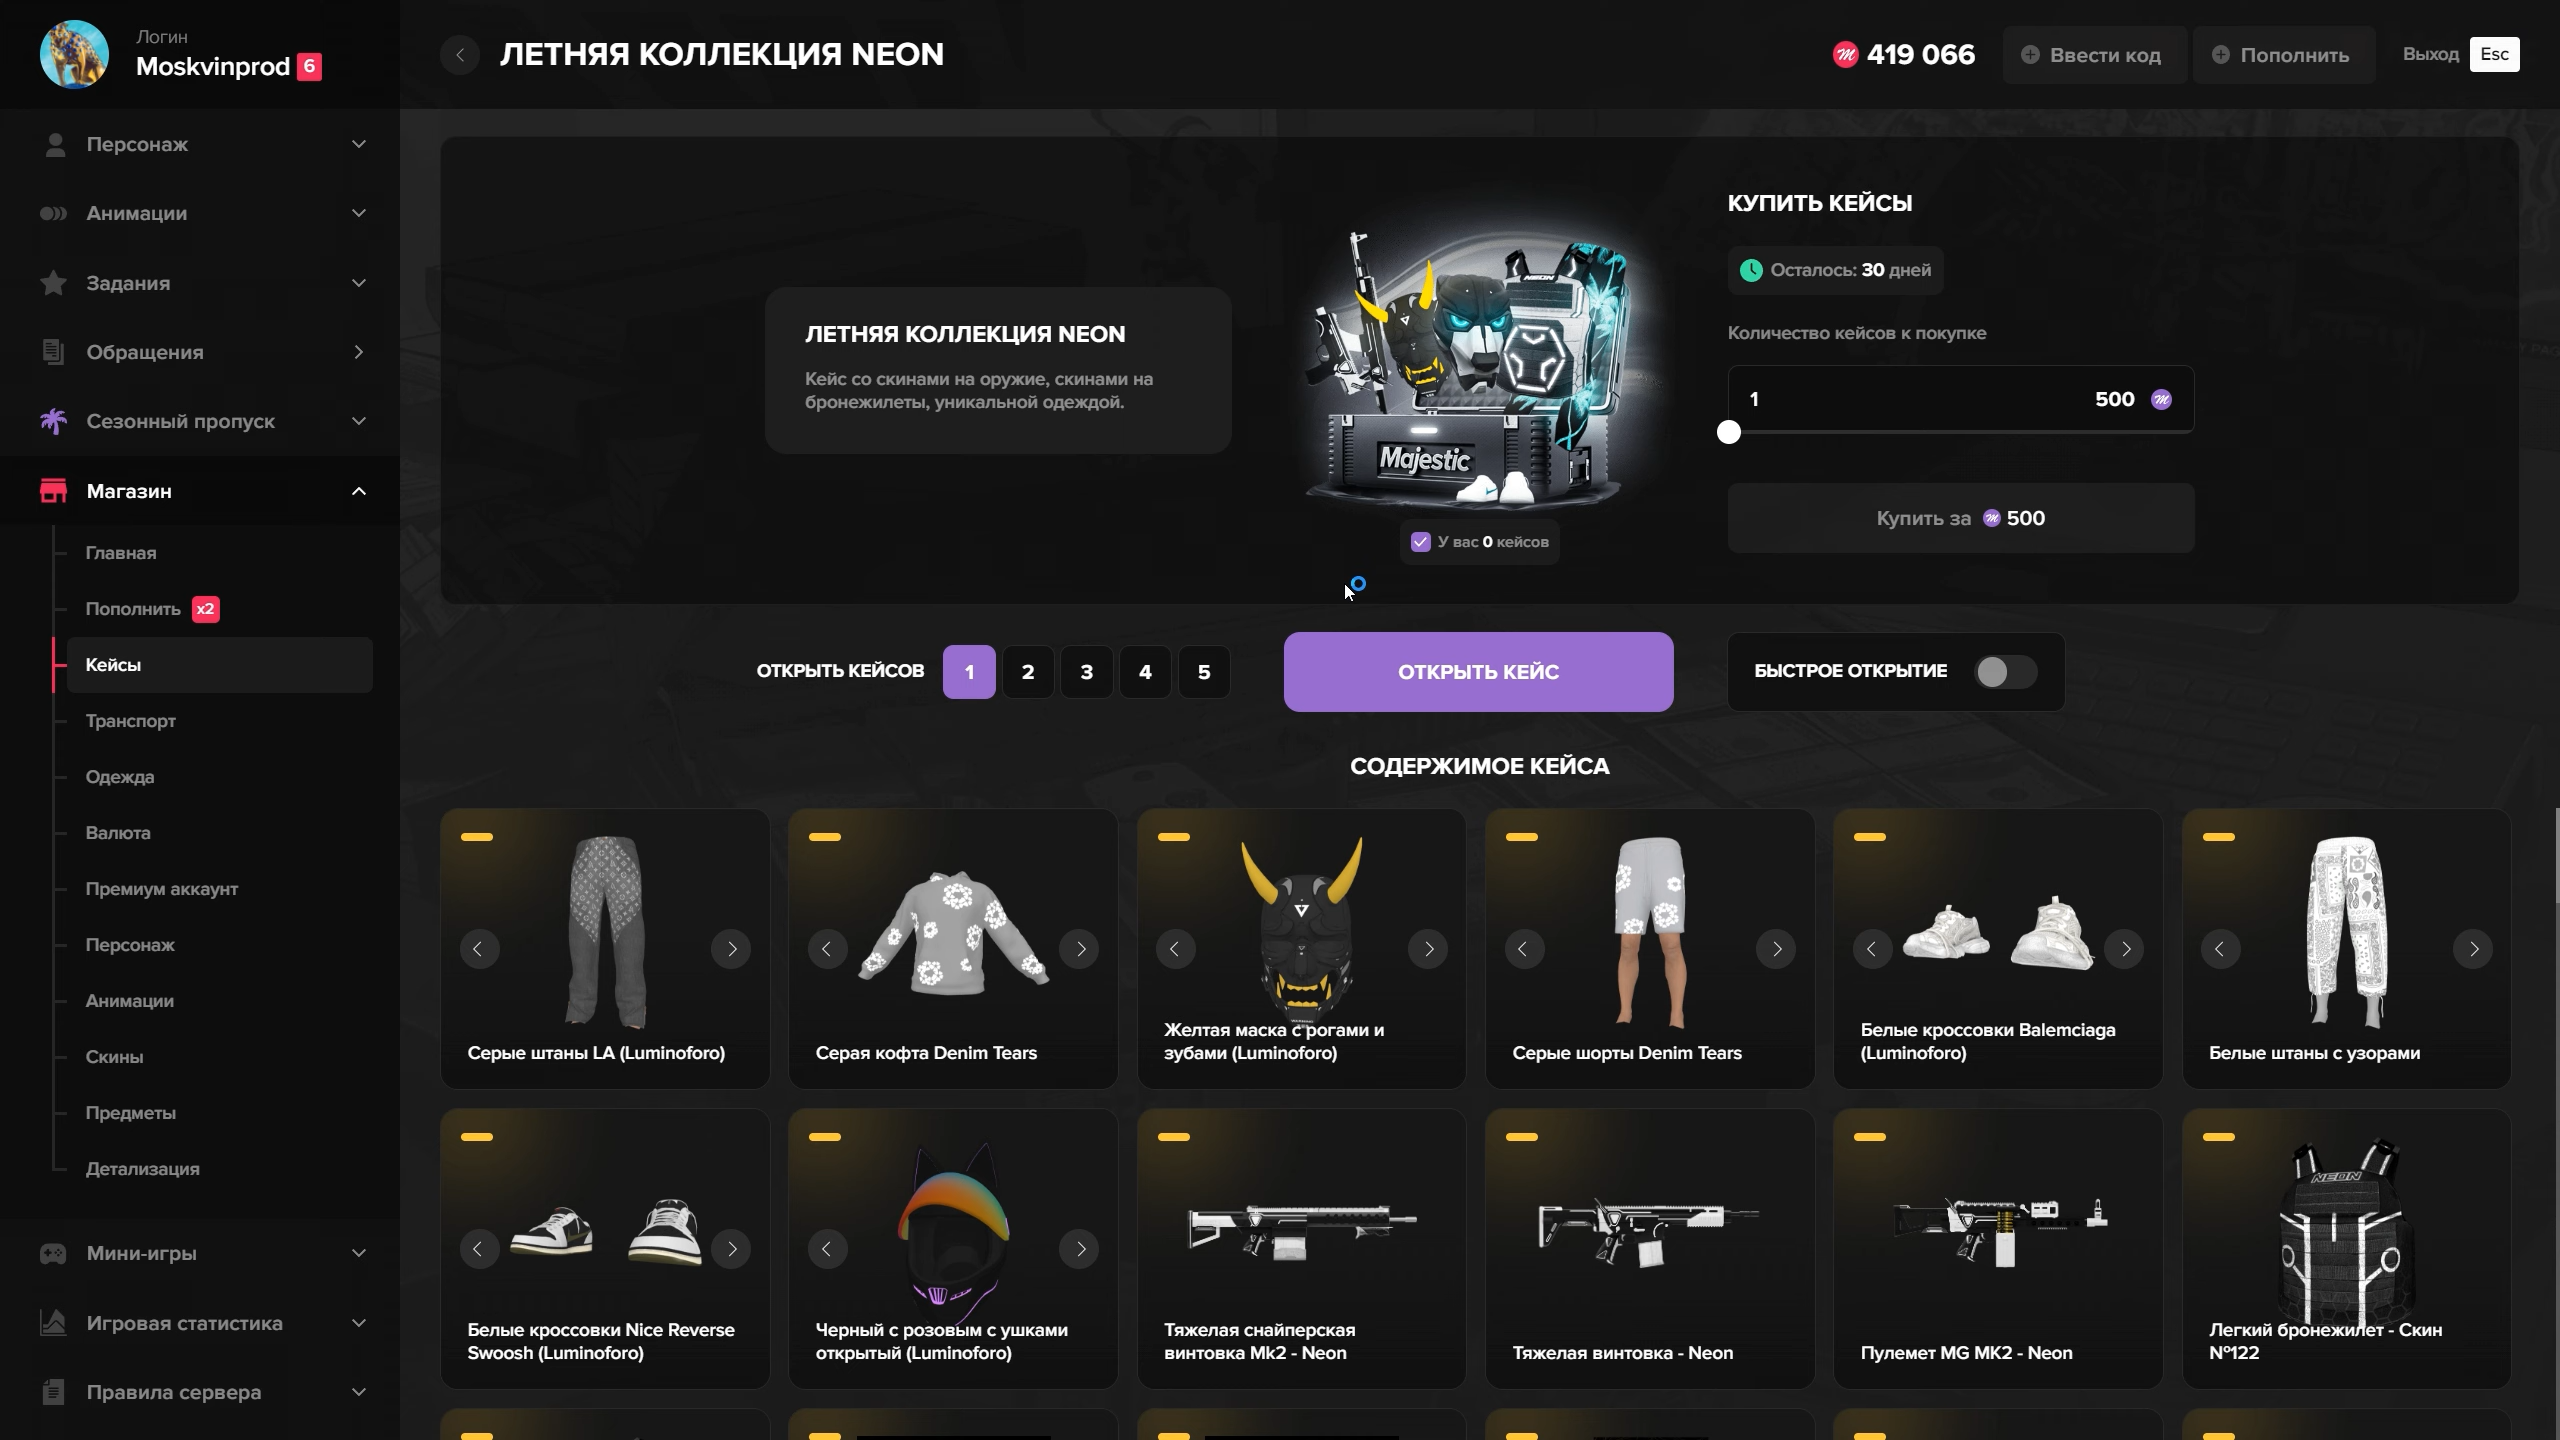 Логин
Moskvinprod 6
Персонаж
Анимации
Задания
Обращения
Сезонный пропуск
Магазин
Главная
Пополнить x2
Кейсы
Транспорт
Одежда
Валюта
Премиум аккаунт
Персонаж
Анимации
Скины
Предметы
Детализация
Мини-игры
Игровая статистика
Правила сервера
ЛЕТНЯЯ КОЛЛЕКЦИЯ NEON
419 066
Ввести код
Пополнить
Выход Esc
ЛЕТНЯЯ КОЛЛЕКЦИЯ NEON
Кейс со скинами на оружие, скинами на
бронежилеты, уникальной одеждой.
NEON
Majestic
У вас 0 кейсов
КУПИТЬ КЕЙСЫ
Осталось: 30 дней
Количество кейсов к покупке
1 500
Купить за 500
ОТКРЫТЬ КЕЙСОВ 1 2 3 4 5
ОТКРЫТЬ КЕЙС
БЫСТРОЕ ОТКРЫТИЕ
СОДЕРЖИМОЕ КЕЙСА
Серые штаны LA (Luminoforo)
Серая кофта Denim Tears
Желтая маска с рогами и
зубами (Luminoforo)
Серые шорты Denim Tears
Белые кроссовки Balemciaga
(Luminoforo)
Белые штаны с узорами
Белые кроссовки Nice Reverse
Swoosh (Luminoforo)
Черный с розовым с ушками
открытый (Luminoforo)
Тяжелая снайперская
винтовка Mk2 - Neon
Тяжелая винтовка - Neon
Пулемет MG MK2 - Neon
NEON
Легкий бронежилет - Скин
№122